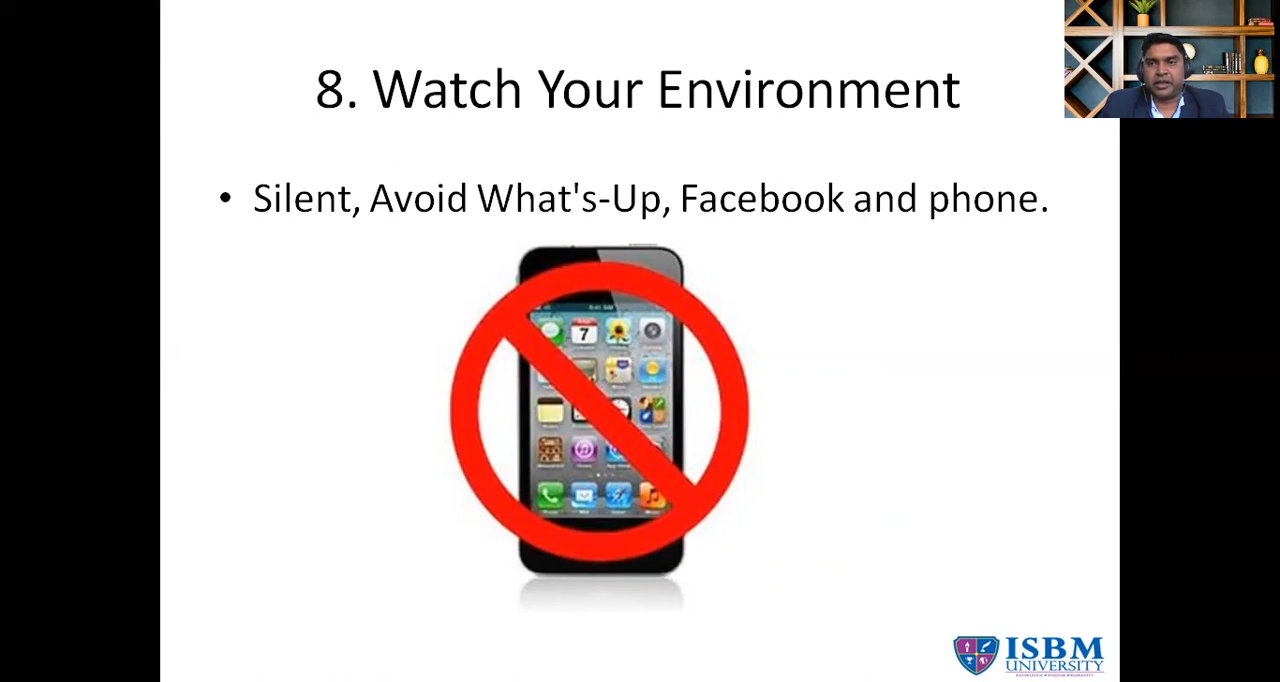 8. Watch Your Environment
• Silent, Avoid What's-Up, Facebook and phone.
7
ISBM
UNIVERSITY